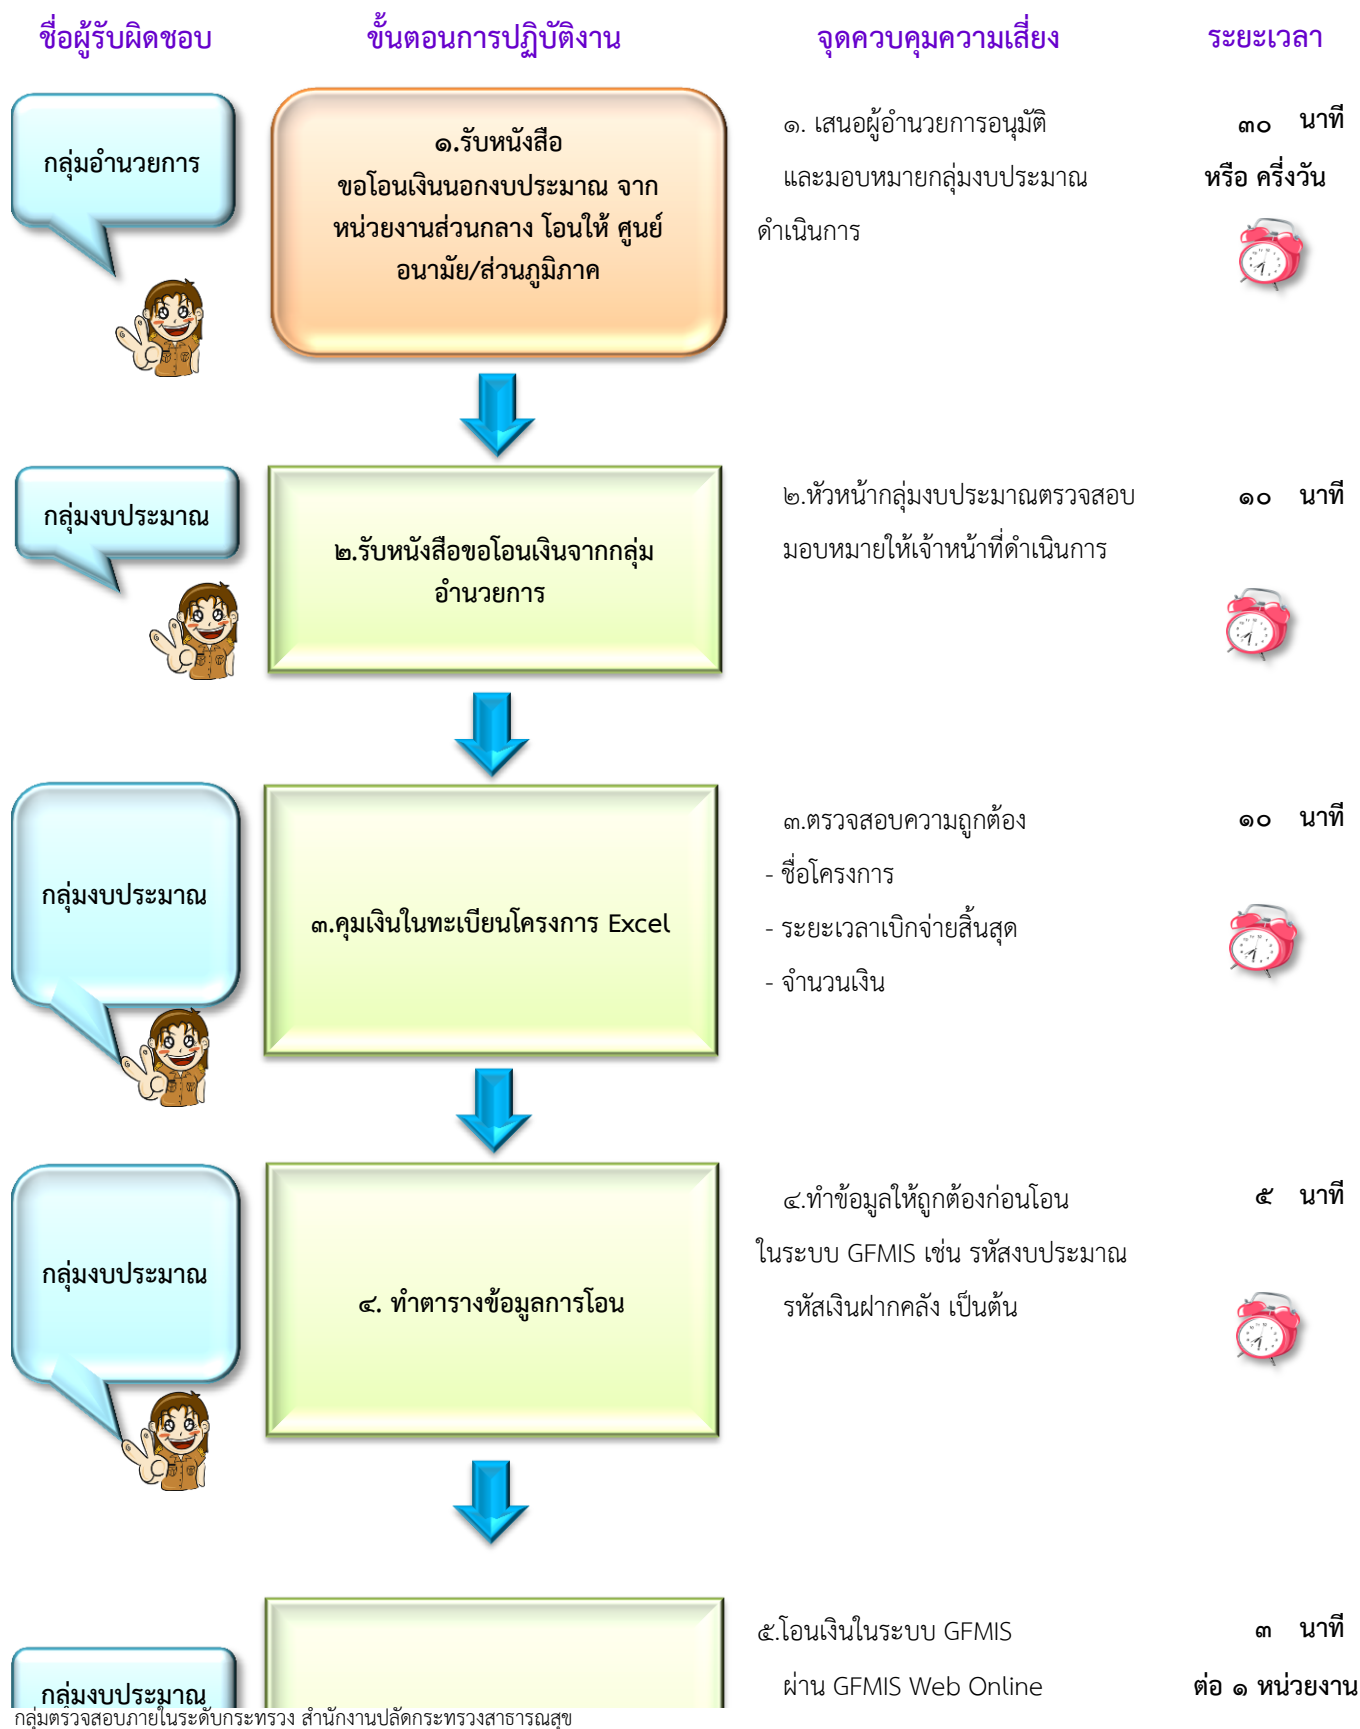 ชื่อผู้รับผิดชอบ ขั้นตอนการปฏิบัติงาน จุดควบคุมความเสี่ยง ระยะเวลา
กลุ่มอำนวยการ
๑.รับหนังสือ
ขอโอนเงินนอกงบประมาณ จาก
หน่วยงานส่วนกลาง โอนให้ ศูนย์
อนามัย/ส่วนภูมิภาค
๑. เสนอผู้อำนวยการอนุมัติ
และมอบหมายกลุ่มงบประมาณ
ดำเนินการ
๓๐ นาที
หรือ ครึ่งวัน
กลุ่มงบประมาณ
๒.รับหนังสือขอโอนเงินจากกลุ่ม
อำนวยการ
๒.หัวหน้ากลุ่มงบประมาณตรวจสอบ
มอบหมายให้เจ้าหน้าที่ดำเนินการ
๑๐ นาที
กลุ่มงบประมาณ
๓.คุมเงินในทะเบียนโครงการ Excel
๓.ตรวจสอบความถูกต้อง
- ชื่อโครงการ
- ระยะเวลาเบิกจ่ายสิ้นสุด
- จำนวนเงิน
๑๐ นาที
กลุ่มงบประมาณ
๔. ทำตารางข้อมูลการโอน
๔.ทำข้อมูลให้ถูกต้องก่อนโอน
ในระบบ GFMIS เช่น รหัสงบประมาณ
รหัสเงินฝากคลัง เป็นต้น
๕ นาที
กลุ่มงบประมาณ
๕.โอนเงินในระบบ GFMIS
ผ่าน GFMIS Web Online
๓ นาที
ต่อ ๑ หน่วยงาน
กลุ่มตรวจสอบภายในระดับกระทรวง สำนักงานปลัดกระทรวงสาธารณสุข